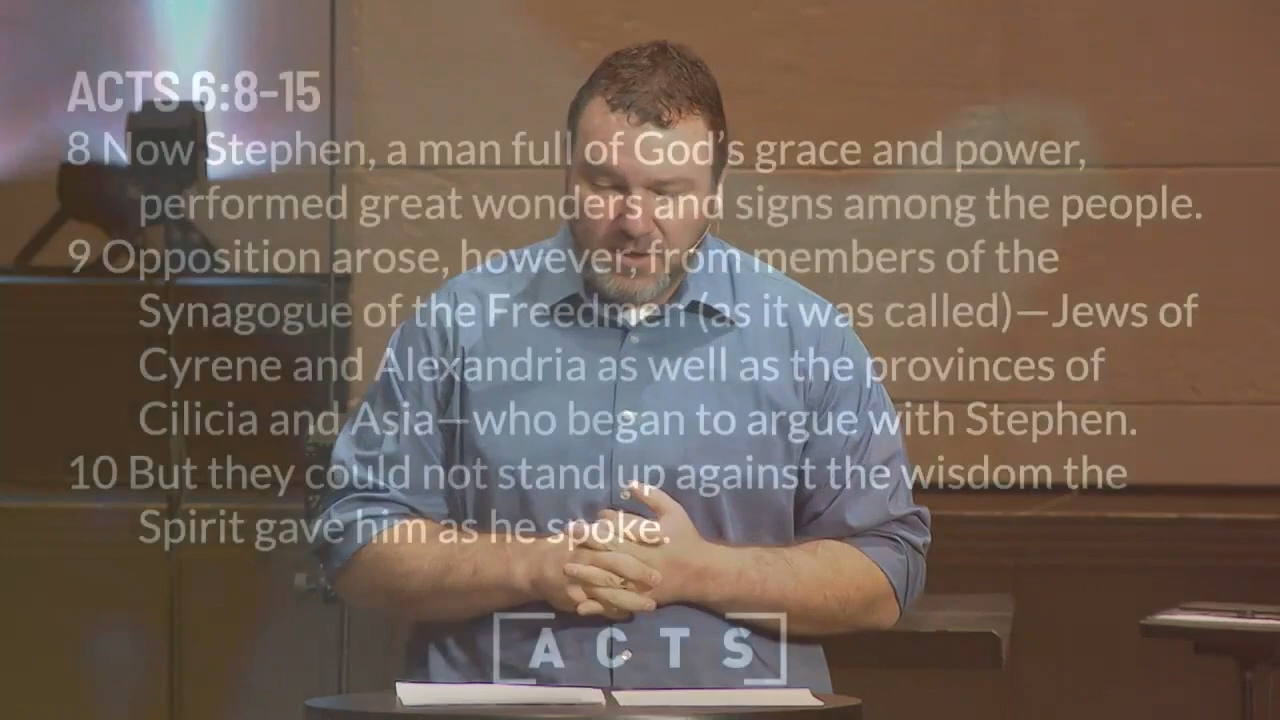 ACTS 6:8-15
8 Now Stephen, a man full of God's grace and power,
performed great wonders and signs among the people.
9 Opposition arose, however, from members of the
Synagogue of the Freedmen (as it was called)—Jews of
Cyrene and Alexandria as well as the provinces of
Cilicia and Asia—who began to argue with Stephen.
10 But they could not stand up against the wisdom the
Spirit gave him as he spoke.
[ACTS]